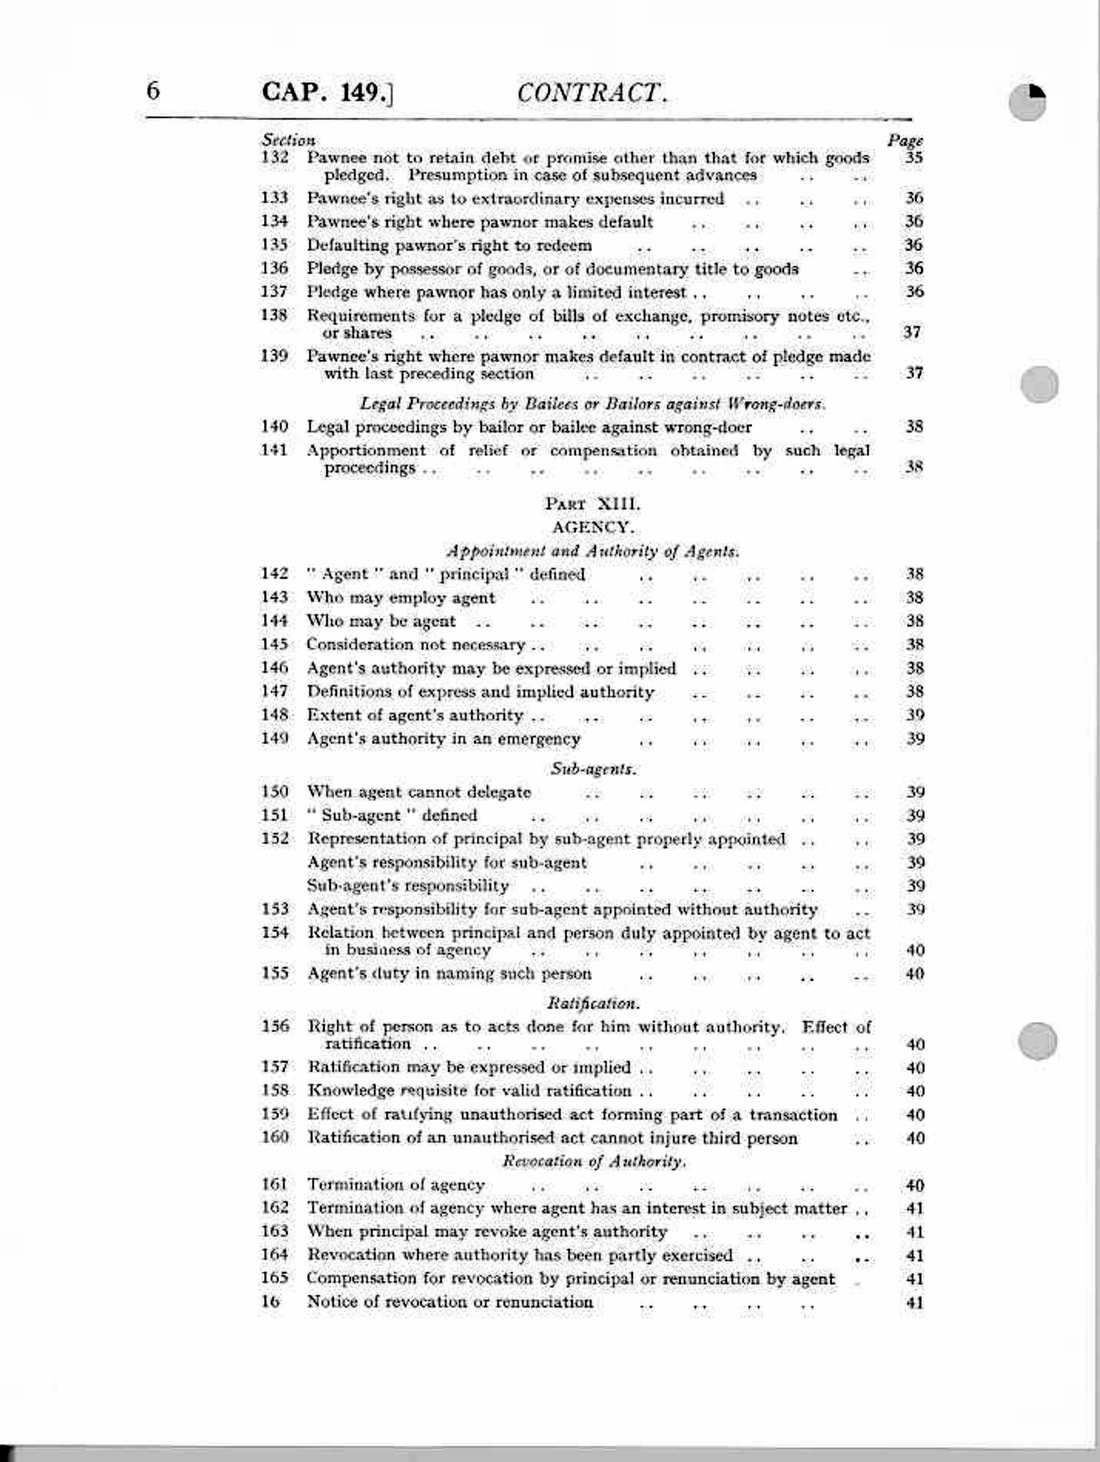 6 CAP. 149.] CONTRACT.
Section Page
132 Pawnee not to retain debt or promise other than that for which goods 35
pledged. Presumption in case of subsequent advances .. ..
133 Pawnee's right as to extraordinary expenses incurred .. .. .. 36
134 Pawnee's right where pawnor makes default .. .. .. .. 36
135 Defaulting pawnor's right to redeem .. .. .. .. .. 36
136 Pledge by possessor of goods, or of documentary title to goods .. 36
137 Pledge where pawnor has only a limited interest .. .. .. .. 36
138 Requirements for a pledge of bills of exchange, promisory notes etc.,
or shares .. .. .. .. .. .. .. .. .. 37
139 Pawnee's right where pawnor makes default in contract of pledge made
with last preceding section .. .. .. .. .. .. 37
Legal Proceedings by Bailees or Bailors against Wrong-doers.
140 Legal proceedings by bailor or bailee against wrong-doer .. .. 38
141 Apportionment of relief or compensation obtained by such legal
proceedings .. .. .. .. .. .. .. .. .. 38
PART XIII.
AGENCY.
Appointment and Authority of Agents.
142 " Agent " and " principal " defined .. .. .. .. .. 38
143 Who may employ agent .. .. .. .. .. .. .. 38
144 Who may be agent .. .. .. .. .. .. .. .. 38
145 Consideration not necessary .. .. .. .. .. .. .. 38
146 Agent's authority may be expressed or implied .. .. .. .. 38
147 Definitions of express and implied authority .. .. .. .. 38
148 Extent of agent's authority .. .. .. .. .. .. .. 39
149 Agent's authority in an emergency .. .. .. .. .. 39
Sub-agents.
150 When agent cannot delegate .. .. .. .. .. .. 39
151 " Sub-agent " defined .. .. .. .. .. .. .. 39
152 Representation of principal by sub-agent properly appointed .. .. 39
Agent's responsibility for sub-agent .. .. .. .. .. 39
Sub-agent's responsibility .. .. .. .. .. .. .. 39
153 Agent's responsibility for sub-agent appointed without authority .. 39
154 Relation between principal and person duly appointed by agent to act
in business of agency .. .. .. .. .. .. .. 40
155 Agent's duty in naming such person .. .. .. .. .. 40
Ratification.
156 Right of person as to acts done for him without authority. Effect of
ratification .. .. .. .. .. .. .. .. .. 40
157 Ratification may be expressed or implied .. .. .. .. .. 40
158 Knowledge requisite for valid ratification .. .. .. .. .. 40
159 Effect of ratifying unauthorised act forming part of a transaction .. 40
160 Ratification of an unauthorised act cannot injure third person .. 40
Revocation of Authority.
161 Termination of agency .. .. .. .. .. .. .. 40
162 Termination of agency where agent has an interest in subject matter .. 41
163 When principal may revoke agent's authority .. .. .. .. 41
164 Revocation where authority has been partly exercised .. .. .. 41
165 Compensation for revocation by principal or renunciation by agent . 41
16 Notice of revocation or renunciation .. .. .. .. 41